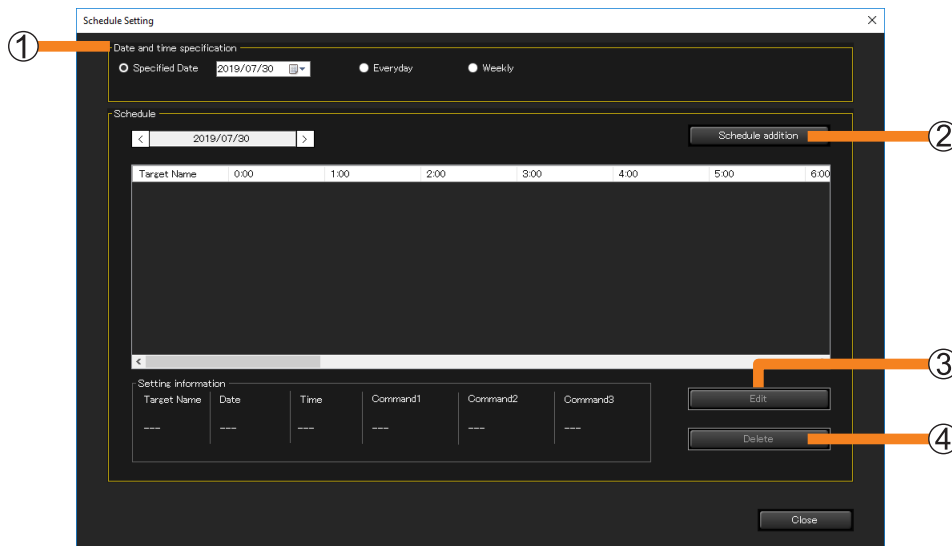 Schedule Setting
①
Date and time specification
Specified Date 2019/07/30 Everyday Weekly
Schedule
< 2019/07/30 > Schedule addition
②
Target Name 0:00 1:00 2:00 3:00 4:00 5:00 6:00
③
Setting information
Target Name Date Time Command1 Command2 Command3
Edit
--- --- --- --- --- ---
Delete
④
Close